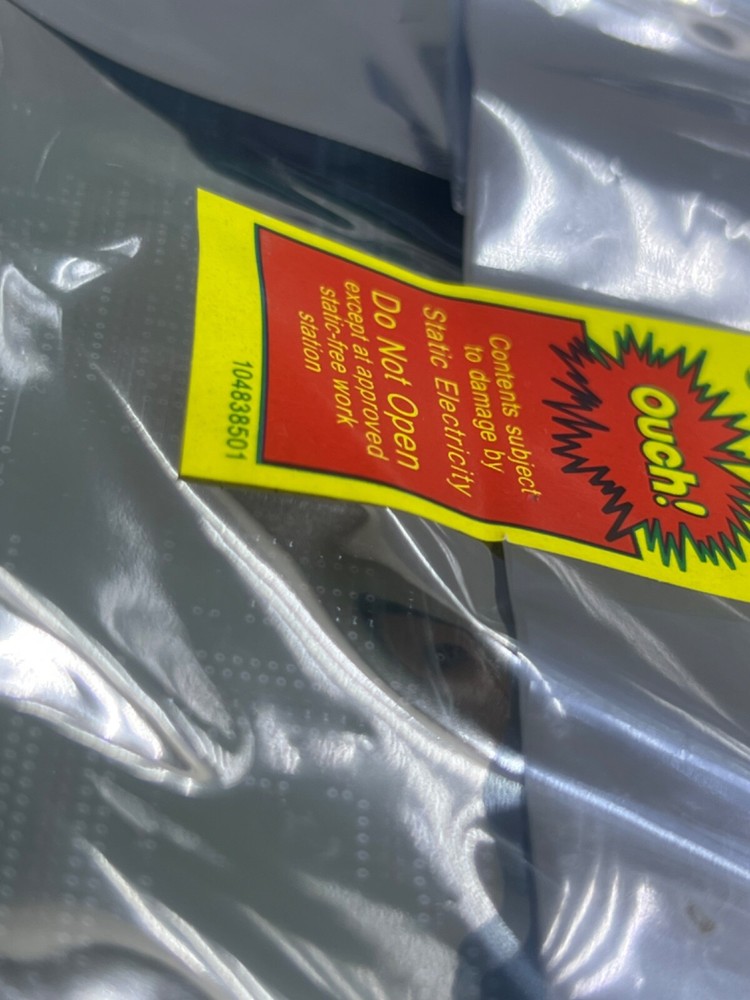 Ouch!
Contents subject
to damage by
Static Electricity
Do Not Open
except at approved
static-free work
station
104838501